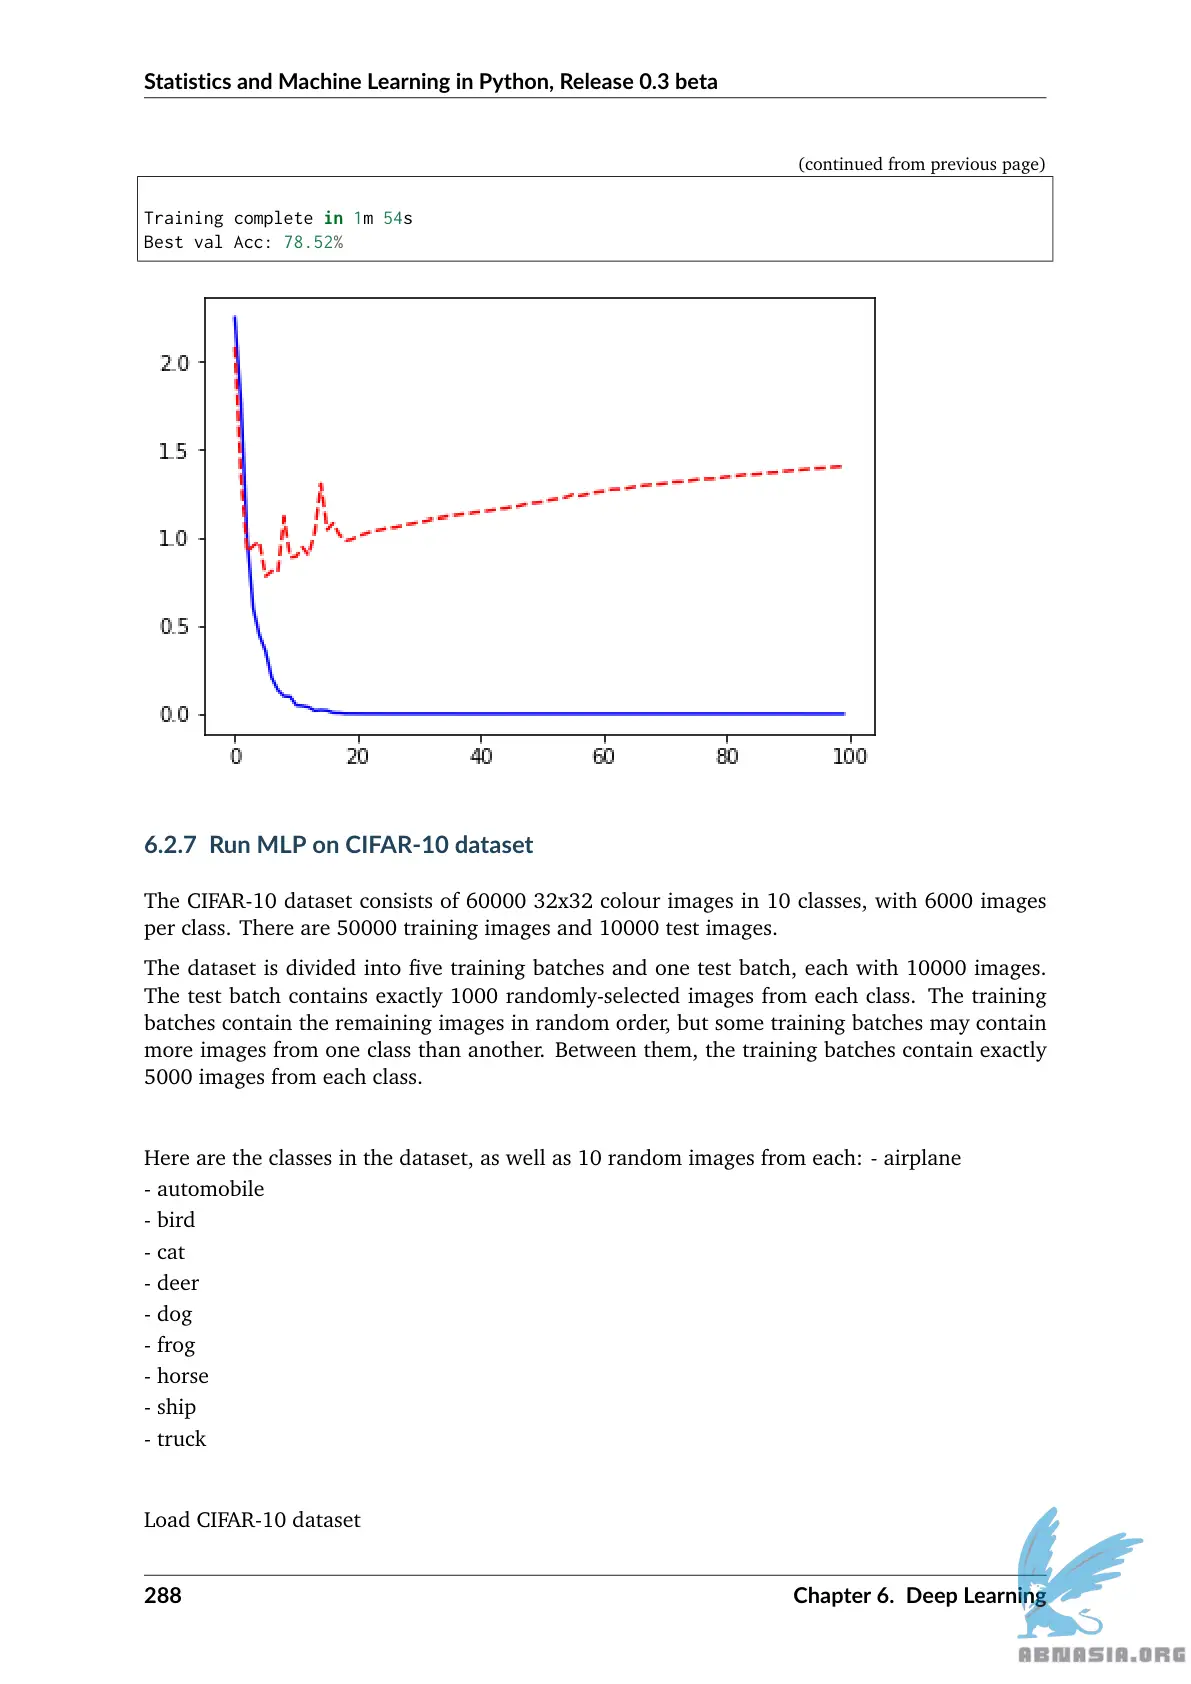 Statistics and Machine Learning in Python, Release 0.3 beta
(continued from previous page)
Training complete in 1m 54s
Best val Acc: 78.52%
2.0
1.5
1.0
0.5
0.0
0 20 40 60 80 100
6.2.7 Run MLP on CIFAR-10 dataset
The CIFAR-10 dataset consists of 60000 32x32 colour images in 10 classes, with 6000 images
per class. There are 50000 training images and 10000 test images.
The dataset is divided into five training batches and one test batch, each with 10000 images.
The test batch contains exactly 1000 randomly-selected images from each class. The training
batches contain the remaining images in random order, but some training batches may contain
more images from one class than another. Between them, the training batches contain exactly
5000 images from each class.
Here are the classes in the dataset, as well as 10 random images from each: - airplane
- automobile
- bird
- cat
- deer
- dog
- frog
- horse
- ship
- truck
Load CIFAR-10 dataset
288 Chapter 6. Deep Learning
ABNASIA.ORG